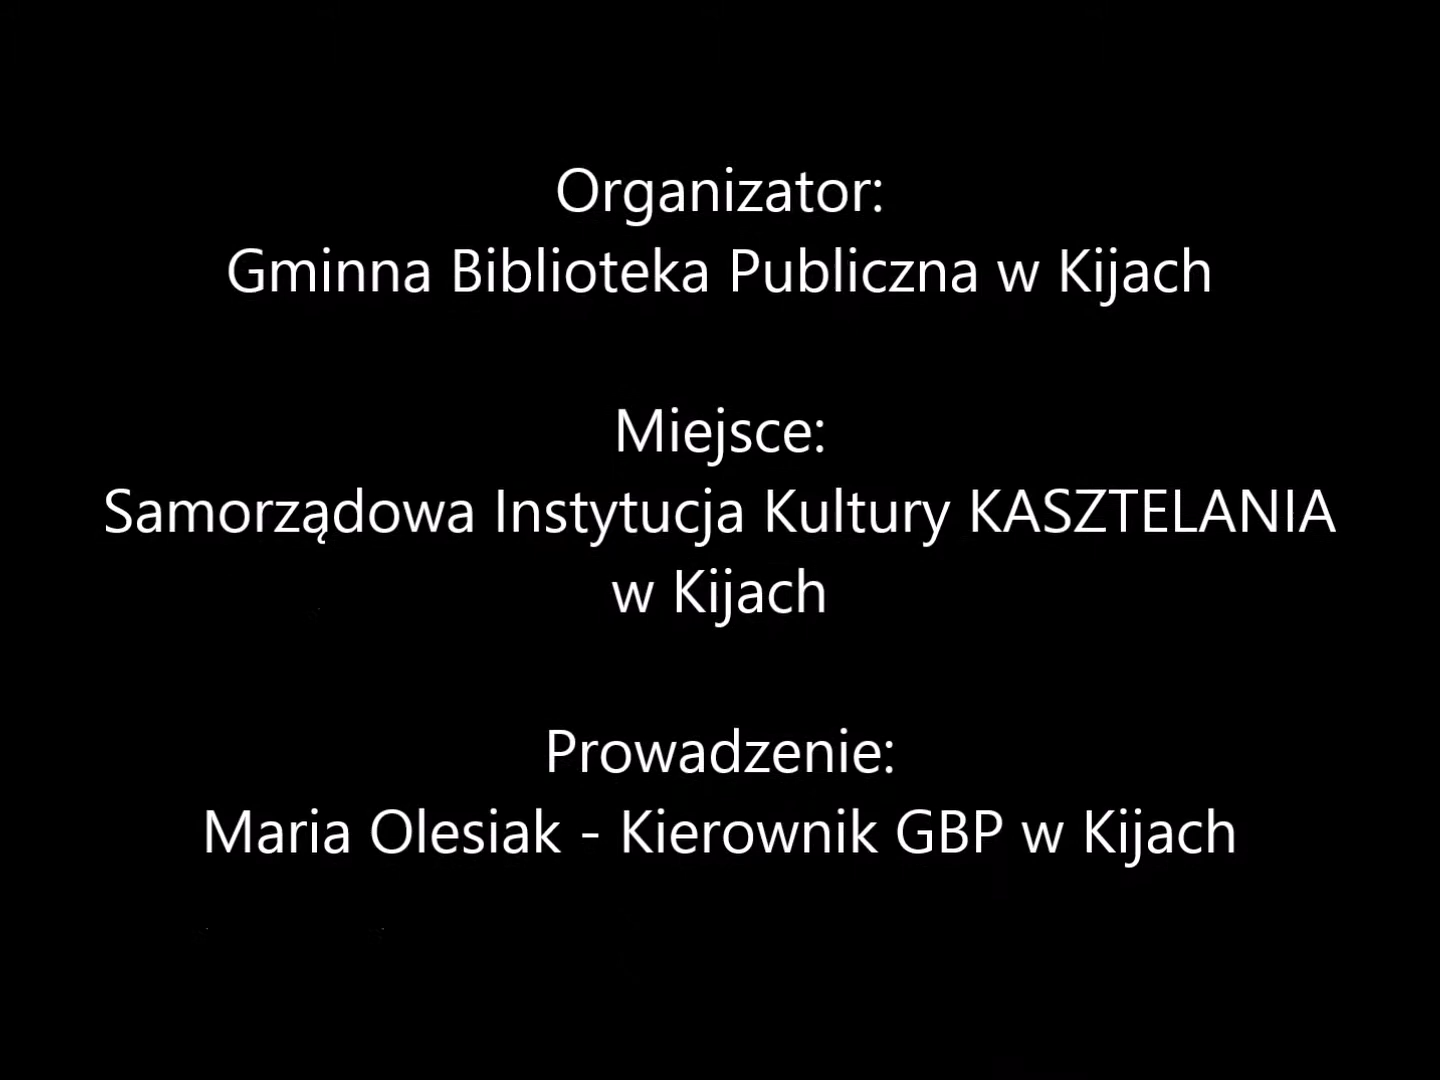 Organizator:
Gminna Biblioteka Publiczna w Kijach
Miejsce:
Samorządowa Instytucja Kultury KASZTELANIA
w Kijach
Prowadzenie:
Maria Olesiak - Kierownik GBP w Kijach